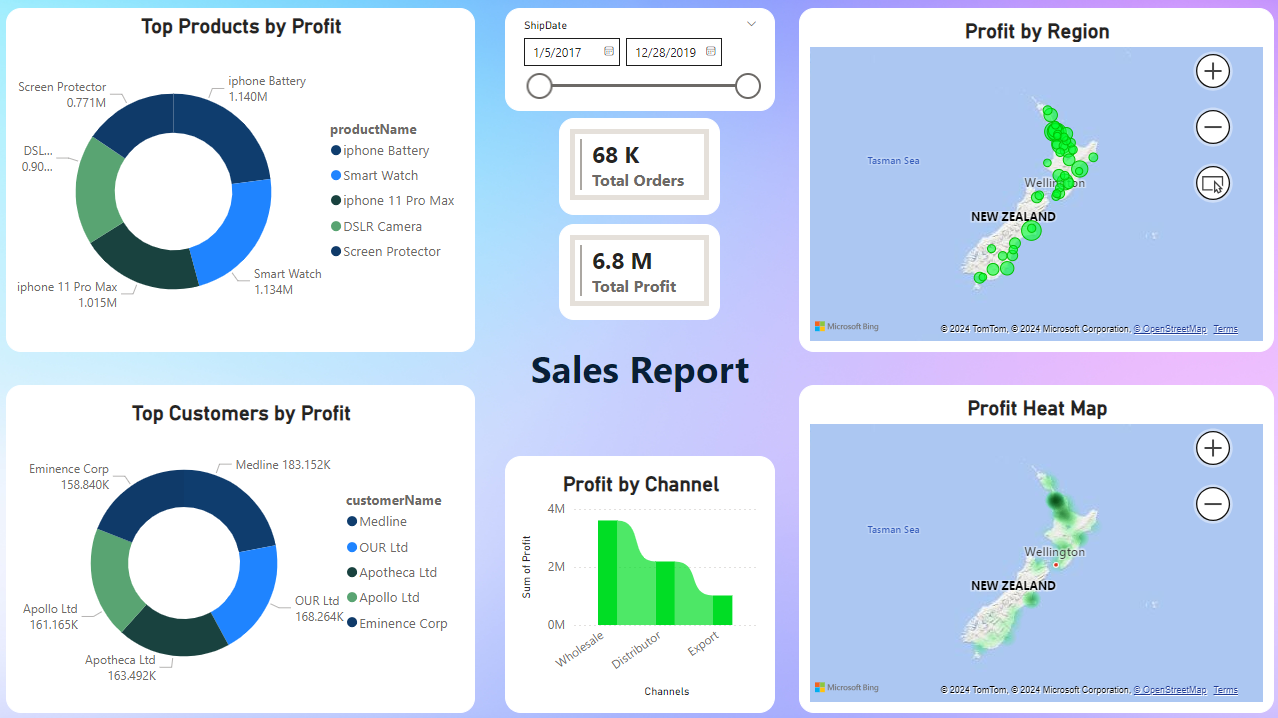 Top Products by Profit
Screen Protector
0.771M
iphone Battery
1.140M
DSL...
0.90...
iphone 11 Pro Max
1.015M
Smart Watch
1.134M
productName
iphone Battery
Smart Watch
iphone 11 Pro Max
DSLR Camera
Screen Protector
ShipDate
1/5/2017
12/28/2019
68 K
Total Orders
6.8 M
Total Profit
Profit by Region
Tasman Sea
Wellington
NEW ZEALAND
Microsoft Bing
© 2024 TomTom, © 2024 Microsoft Corporation, © OpenStreetMap Terms
Sales Report
Top Customers by Profit
Eminence Corp
158.840K
Medline 183.152K
Apollo Ltd
161.165K
OUR Ltd
168.264K
Apotheca Ltd
163.492K
customerName
Medline
OUR Ltd
Apotheca Ltd
Apollo Ltd
Eminence Corp
Profit by Channel
4M
2M
0M
Sum of Profit
Wholesale
Distributor
Export
Channels
Profit Heat Map
Tasman Sea
Wellington
NEW ZEALAND
Microsoft Bing
© 2024 TomTom, © 2024 Microsoft Corporation, © OpenStreetMap Terms